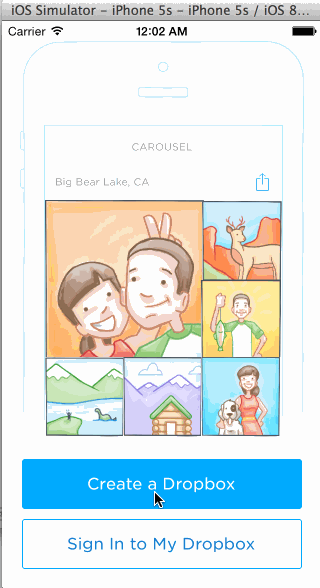 iOS Simulator - iPhone 5s - iPhone 5s / iOS 8...
Carrier 12:02 AM
CAROUSEL
Big Bear Lake, CA
Create a Dropbox
Sign In to My Dropbox